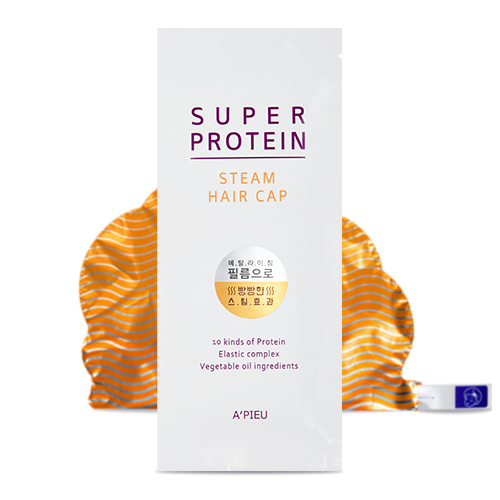 SUPER
PROTEIN
STEAM
HAIR CAP
메.탈.라.이.징
필름으로
빵빵한
스.팀.효.과
10 kinds of Protein
Elastic complex
Vegetable oil ingredients
A'PIEU